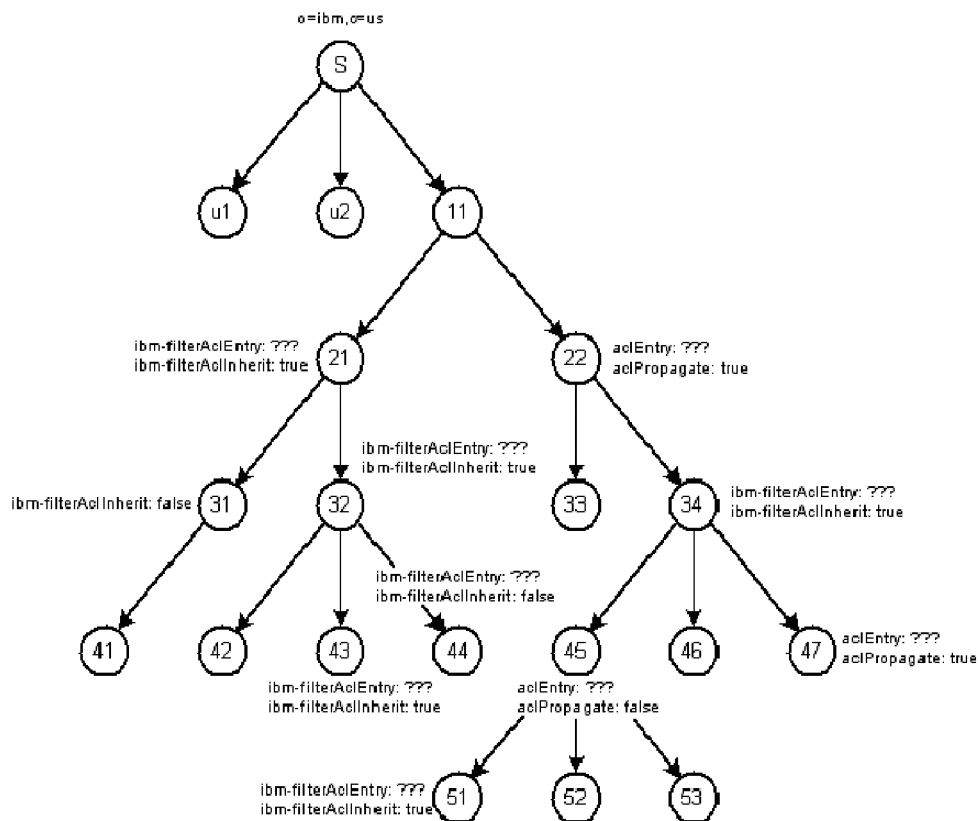 o=ibm,c=us
S
u1
u2
11
ibm-filterAclEntry: ???
ibm-filterAclInherit: true
21
22
aclEntry: ???
aclPropagate: true
ibm-filterAclEntry: ???
ibm-filterAclInherit: true
ibm-filterAclInherit: false
31
32
33
34
ibm-filterAclEntry: ???
ibm-filterAclInherit: true
ibm-filterAclEntry: ???
ibm-filterAclInherit: false
41
42
43
44
45
46
47
aclEntry: ???
aclPropagate: true
ibm-filterAclEntry: ???
ibm-filterAclInherit: true
aclEntry: ???
aclPropagate: false
ibm-filterAclEntry: ???
ibm-filterAclInherit: true
51
52
53